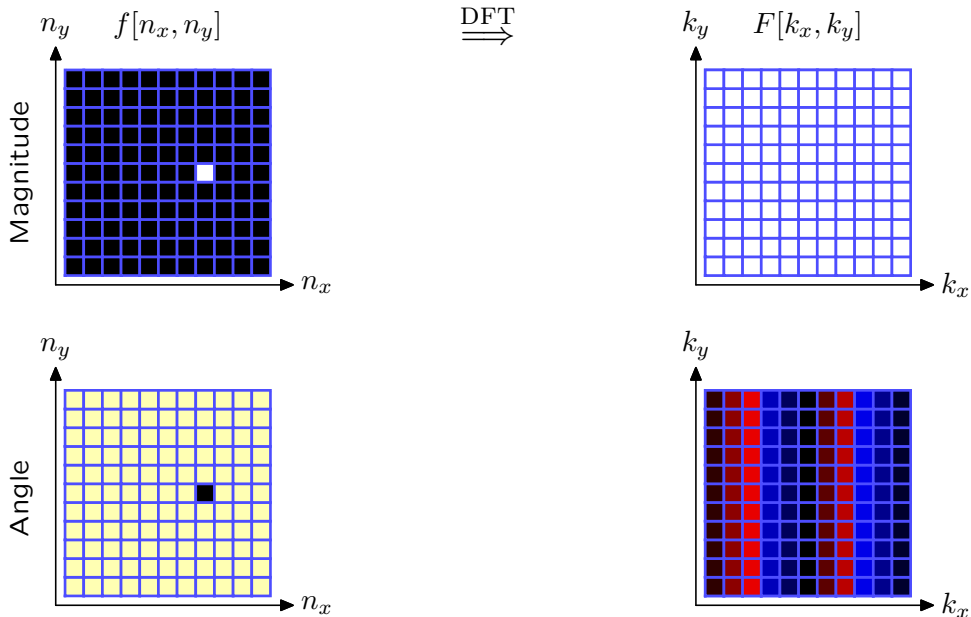 n_y f[n_x, n_y] DFT ⟹ k_y F[k_x, k_y]
Magnitude
n_x k_x
n_y k_y
Angle
n_x k_x